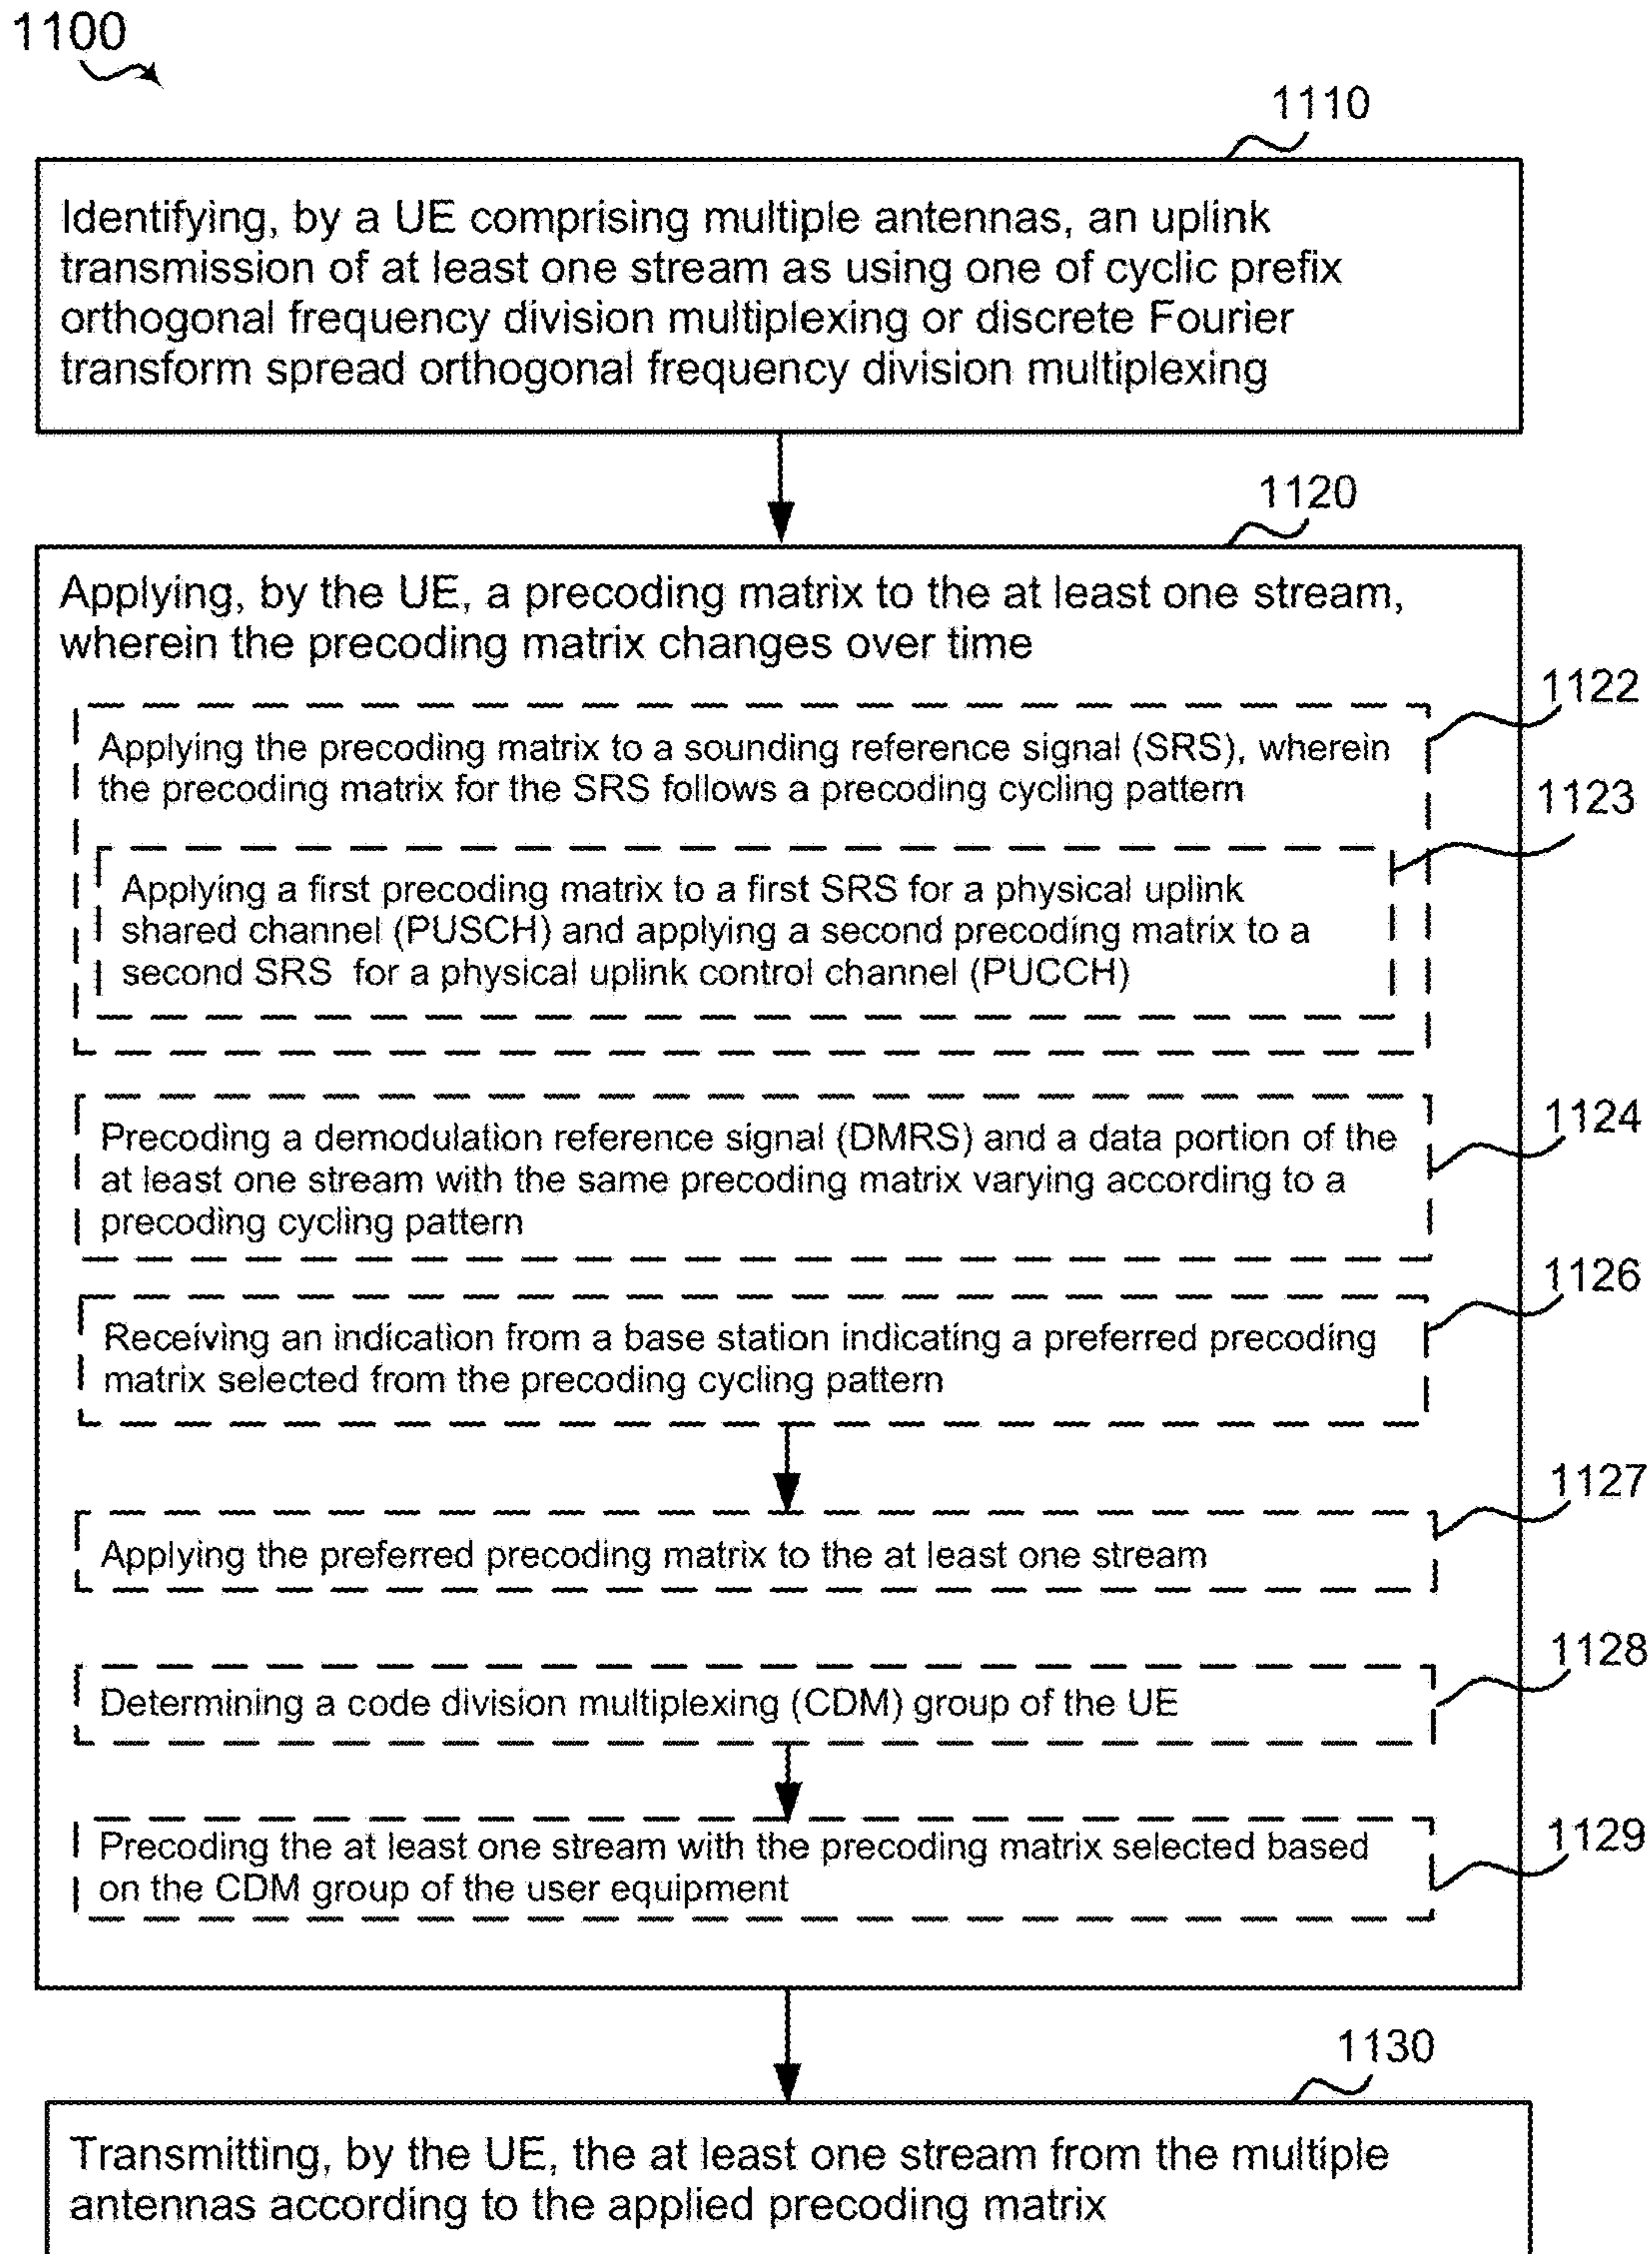 1100
1110
Identifying, by a UE comprising multiple antennas, an uplink
transmission of at least one stream as using one of cyclic prefix
orthogonal frequency division multiplexing or discrete Fourier
transform spread orthogonal frequency division multiplexing
1120
Applying, by the UE, a precoding matrix to the at least one stream,
wherein the precoding matrix changes over time
1122
Applying the precoding matrix to a sounding reference signal (SRS), wherein
the precoding matrix for the SRS follows a precoding cycling pattern
1123
Applying a first precoding matrix to a first SRS for a physical uplink
shared channel (PUSCH) and applying a second precoding matrix to a
second SRS for a physical uplink control channel (PUCCH)
1124
Precoding a demodulation reference signal (DMRS) and a data portion of the
at least one stream with the same precoding matrix varying according to a
precoding cycling pattern
1126
Receiving an indication from a base station indicating a preferred precoding
matrix selected from the precoding cycling pattern
1127
Applying the preferred precoding matrix to the at least one stream
1128
Determining a code division multiplexing (CDM) group of the UE
1129
Precoding the at least one stream with the precoding matrix selected based
on the CDM group of the user equipment
1130
Transmitting, by the UE, the at least one stream from the multiple
antennas according to the applied precoding matrix